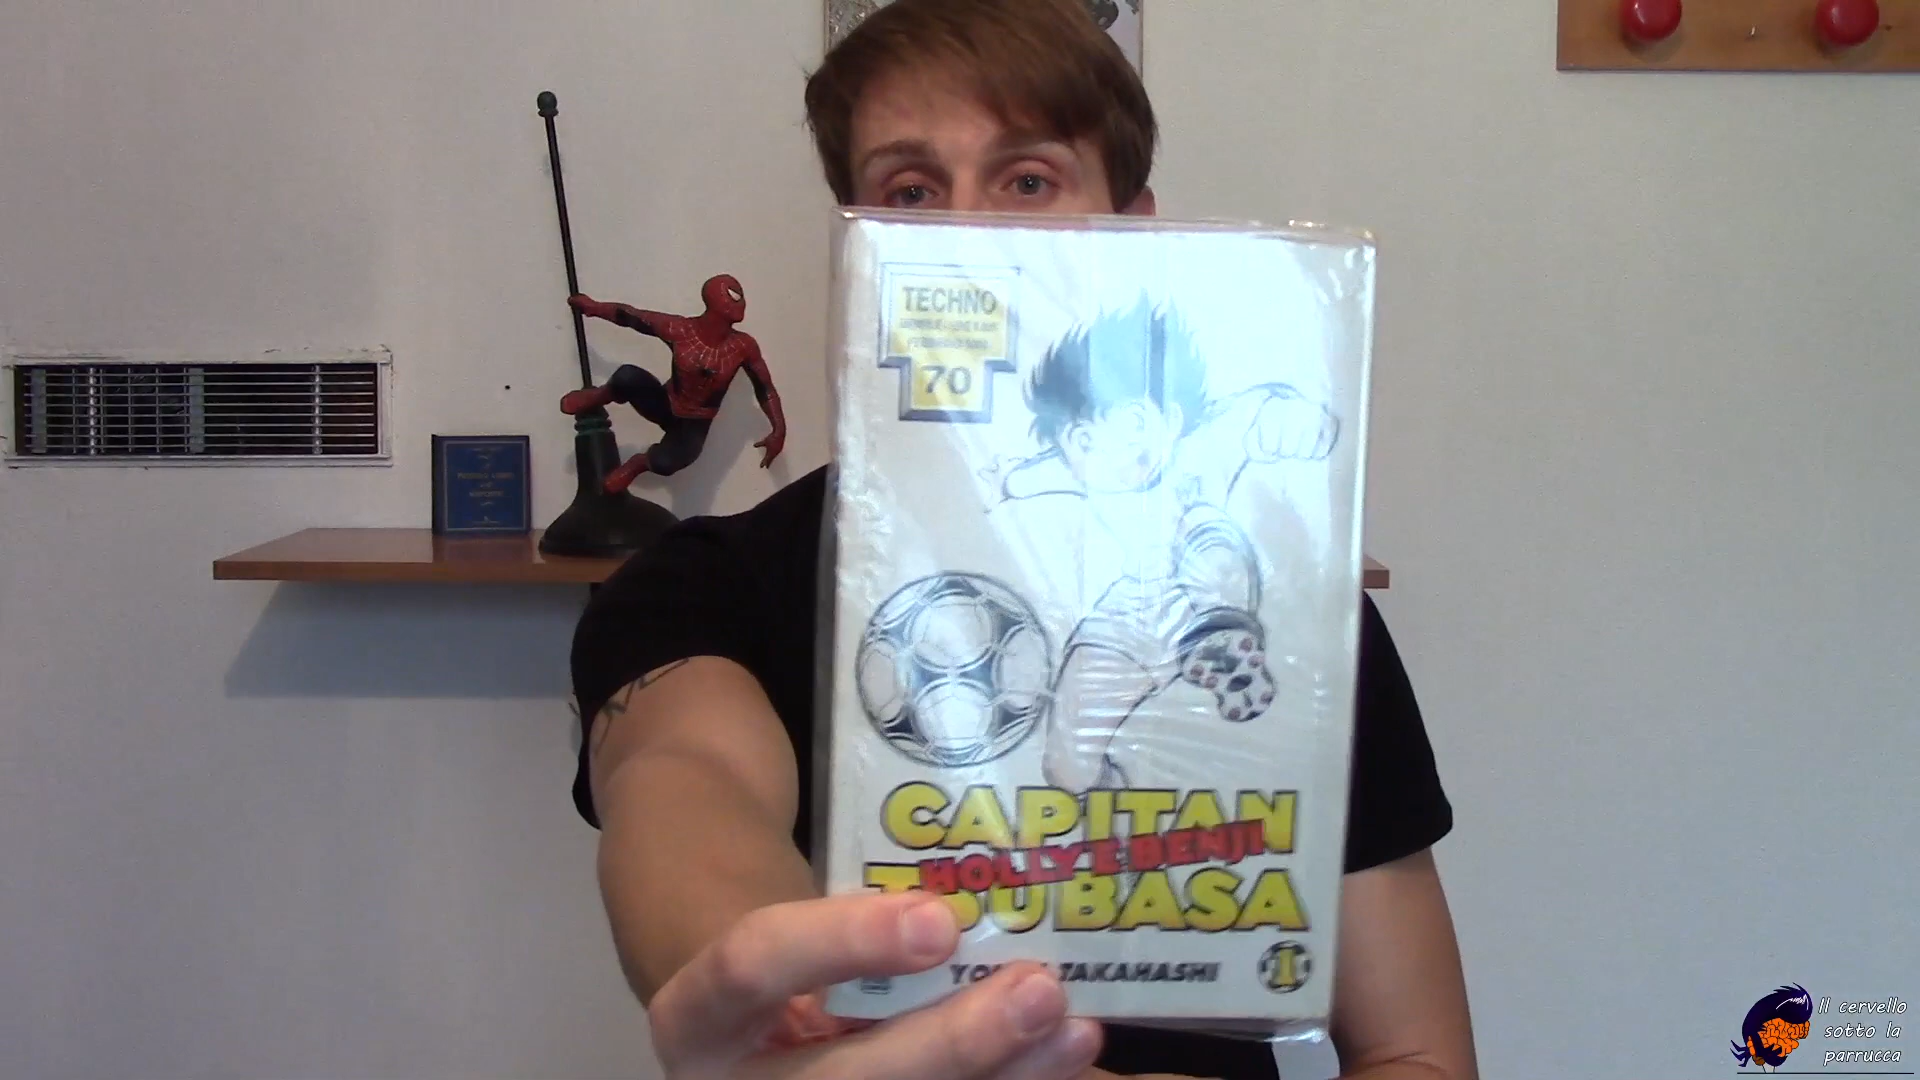 TECHNO
70
CAPITAN
HOLLY E BENJI
TSUBASA
TAKAHASHI
1
Il cervello
sotto la
parrucca